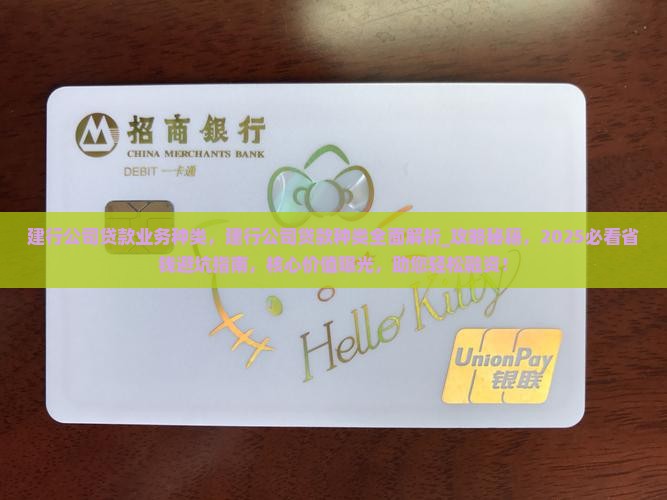 招商銀行
CHINA MERCHANTS BANK
DEBIT 一卡通
建行公司贷款业务种类，建行公司贷款种类全面解析_攻略秘籍，2025必看省
钱避坑指南，核心价值曝光，助您轻松融资！
Hello Kitty
UnionPay
银联